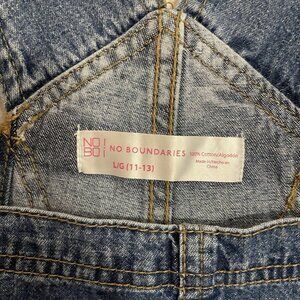 NO
BO
NO BOUNDARIES
L/G (11-13)
100% Cotton/Algodón
Made in/Hecho en
China